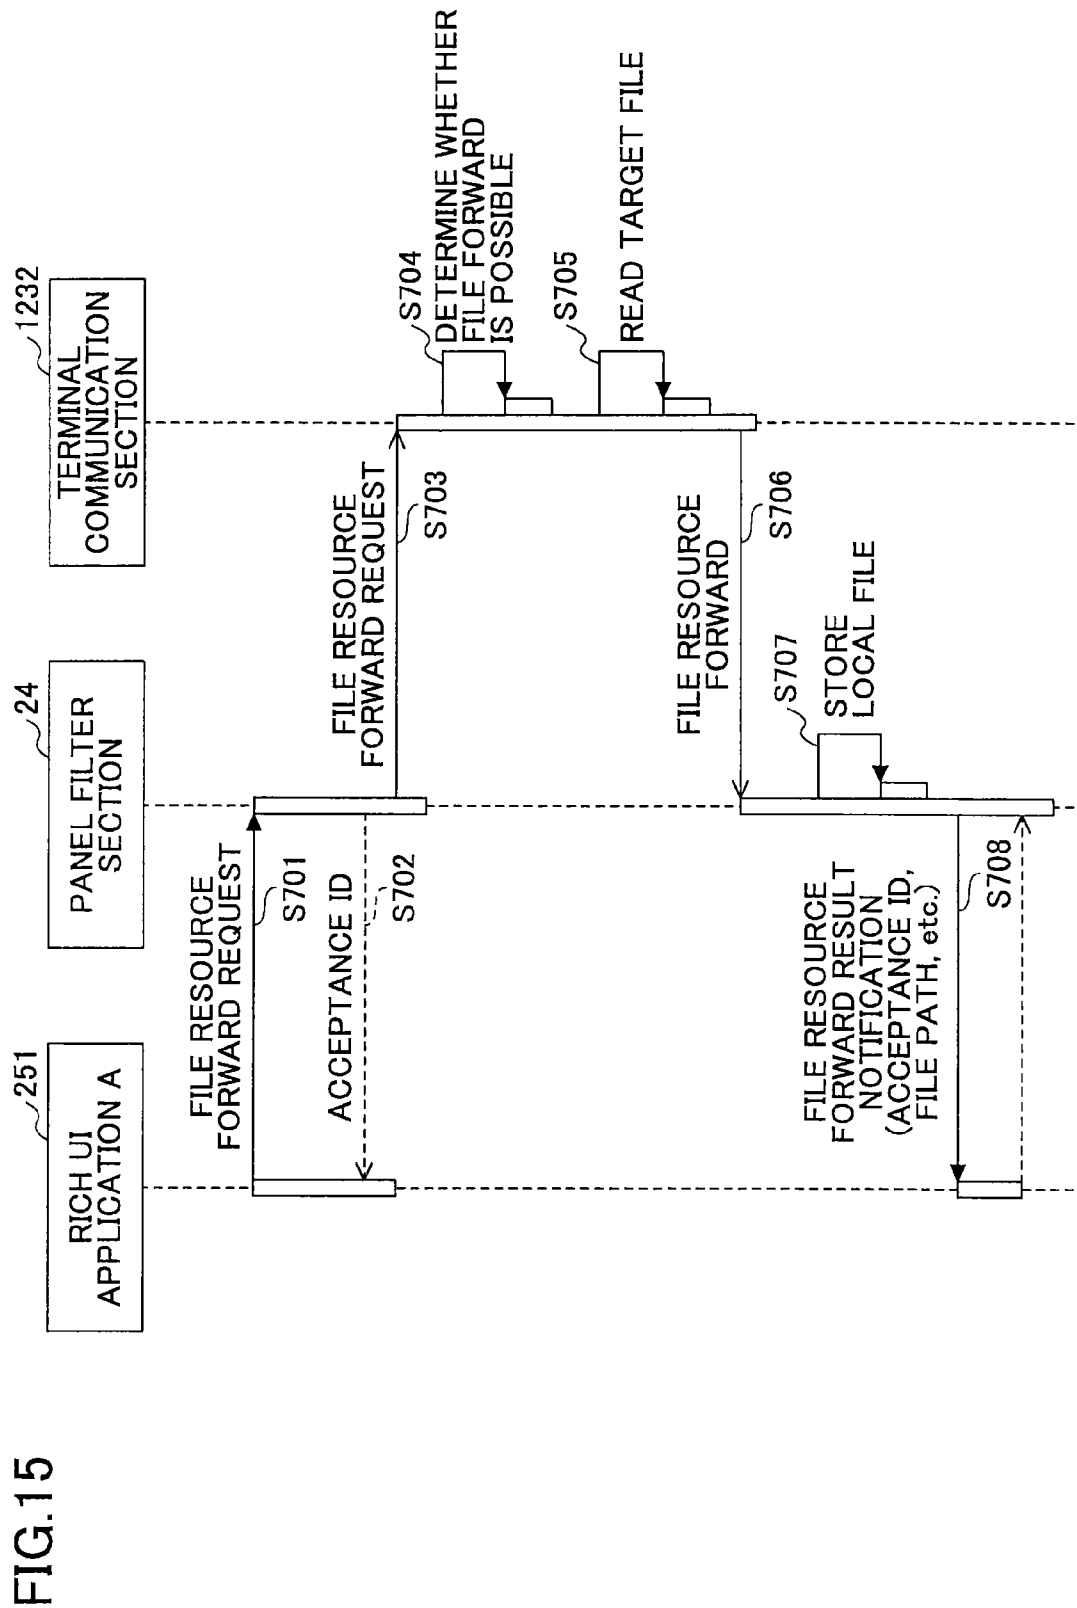 FIG.15
251
RICH UI
APPLICATION A
24
PANEL FILTER
SECTION
1232
TERMINAL
COMMUNICATION
SECTION
FILE RESOURCE
FORWARD REQUEST
S701
ACCEPTANCE ID
S702
FILE RESOURCE
FORWARD REQUEST
S703
S704
DETERMINE WHETHER
FILE FORWARD
IS POSSIBLE
S705
READ TARGET FILE
FILE RESOURCE
FORWARD
S706
S707
STORE
LOCAL FILE
FILE RESOURCE
FORWARD RESULT
NOTIFICATION
(ACCEPTANCE ID,
FILE PATH, etc.)
S708